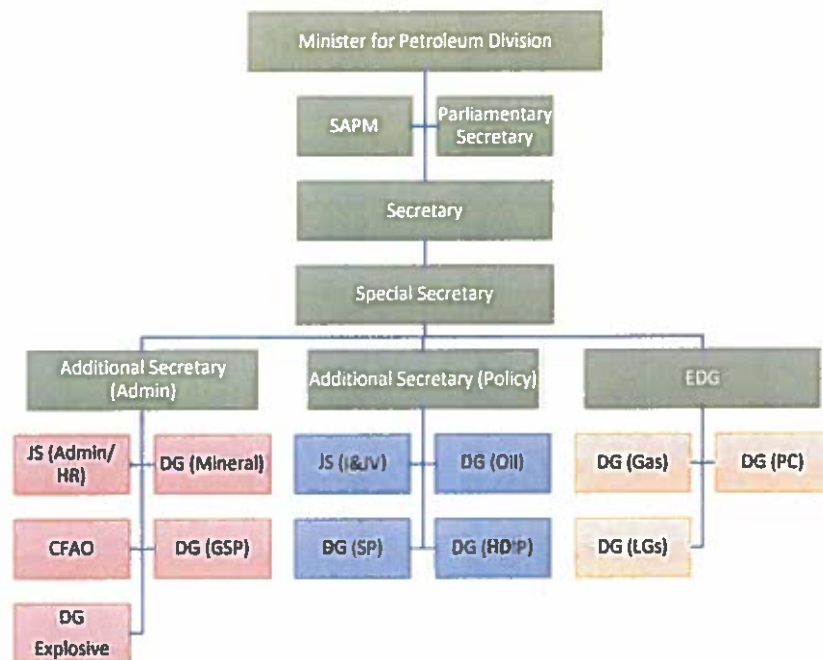 Minister for Petroleum Division
SAPM
Parliamentary
Secretary
Secretary
Special Secretary
Additional Secretary
(Admin)
Additional Secretary (Policy)
EDG
JS (Admin/
HR)
DG (Mineral)
JS (I&JV)
DG (Oil)
DG (Gas)
DG (PC)
CFAO
DG (GSP)
DG (SP)
DG (HD'P)
DG (LGs)
DG
Explosive